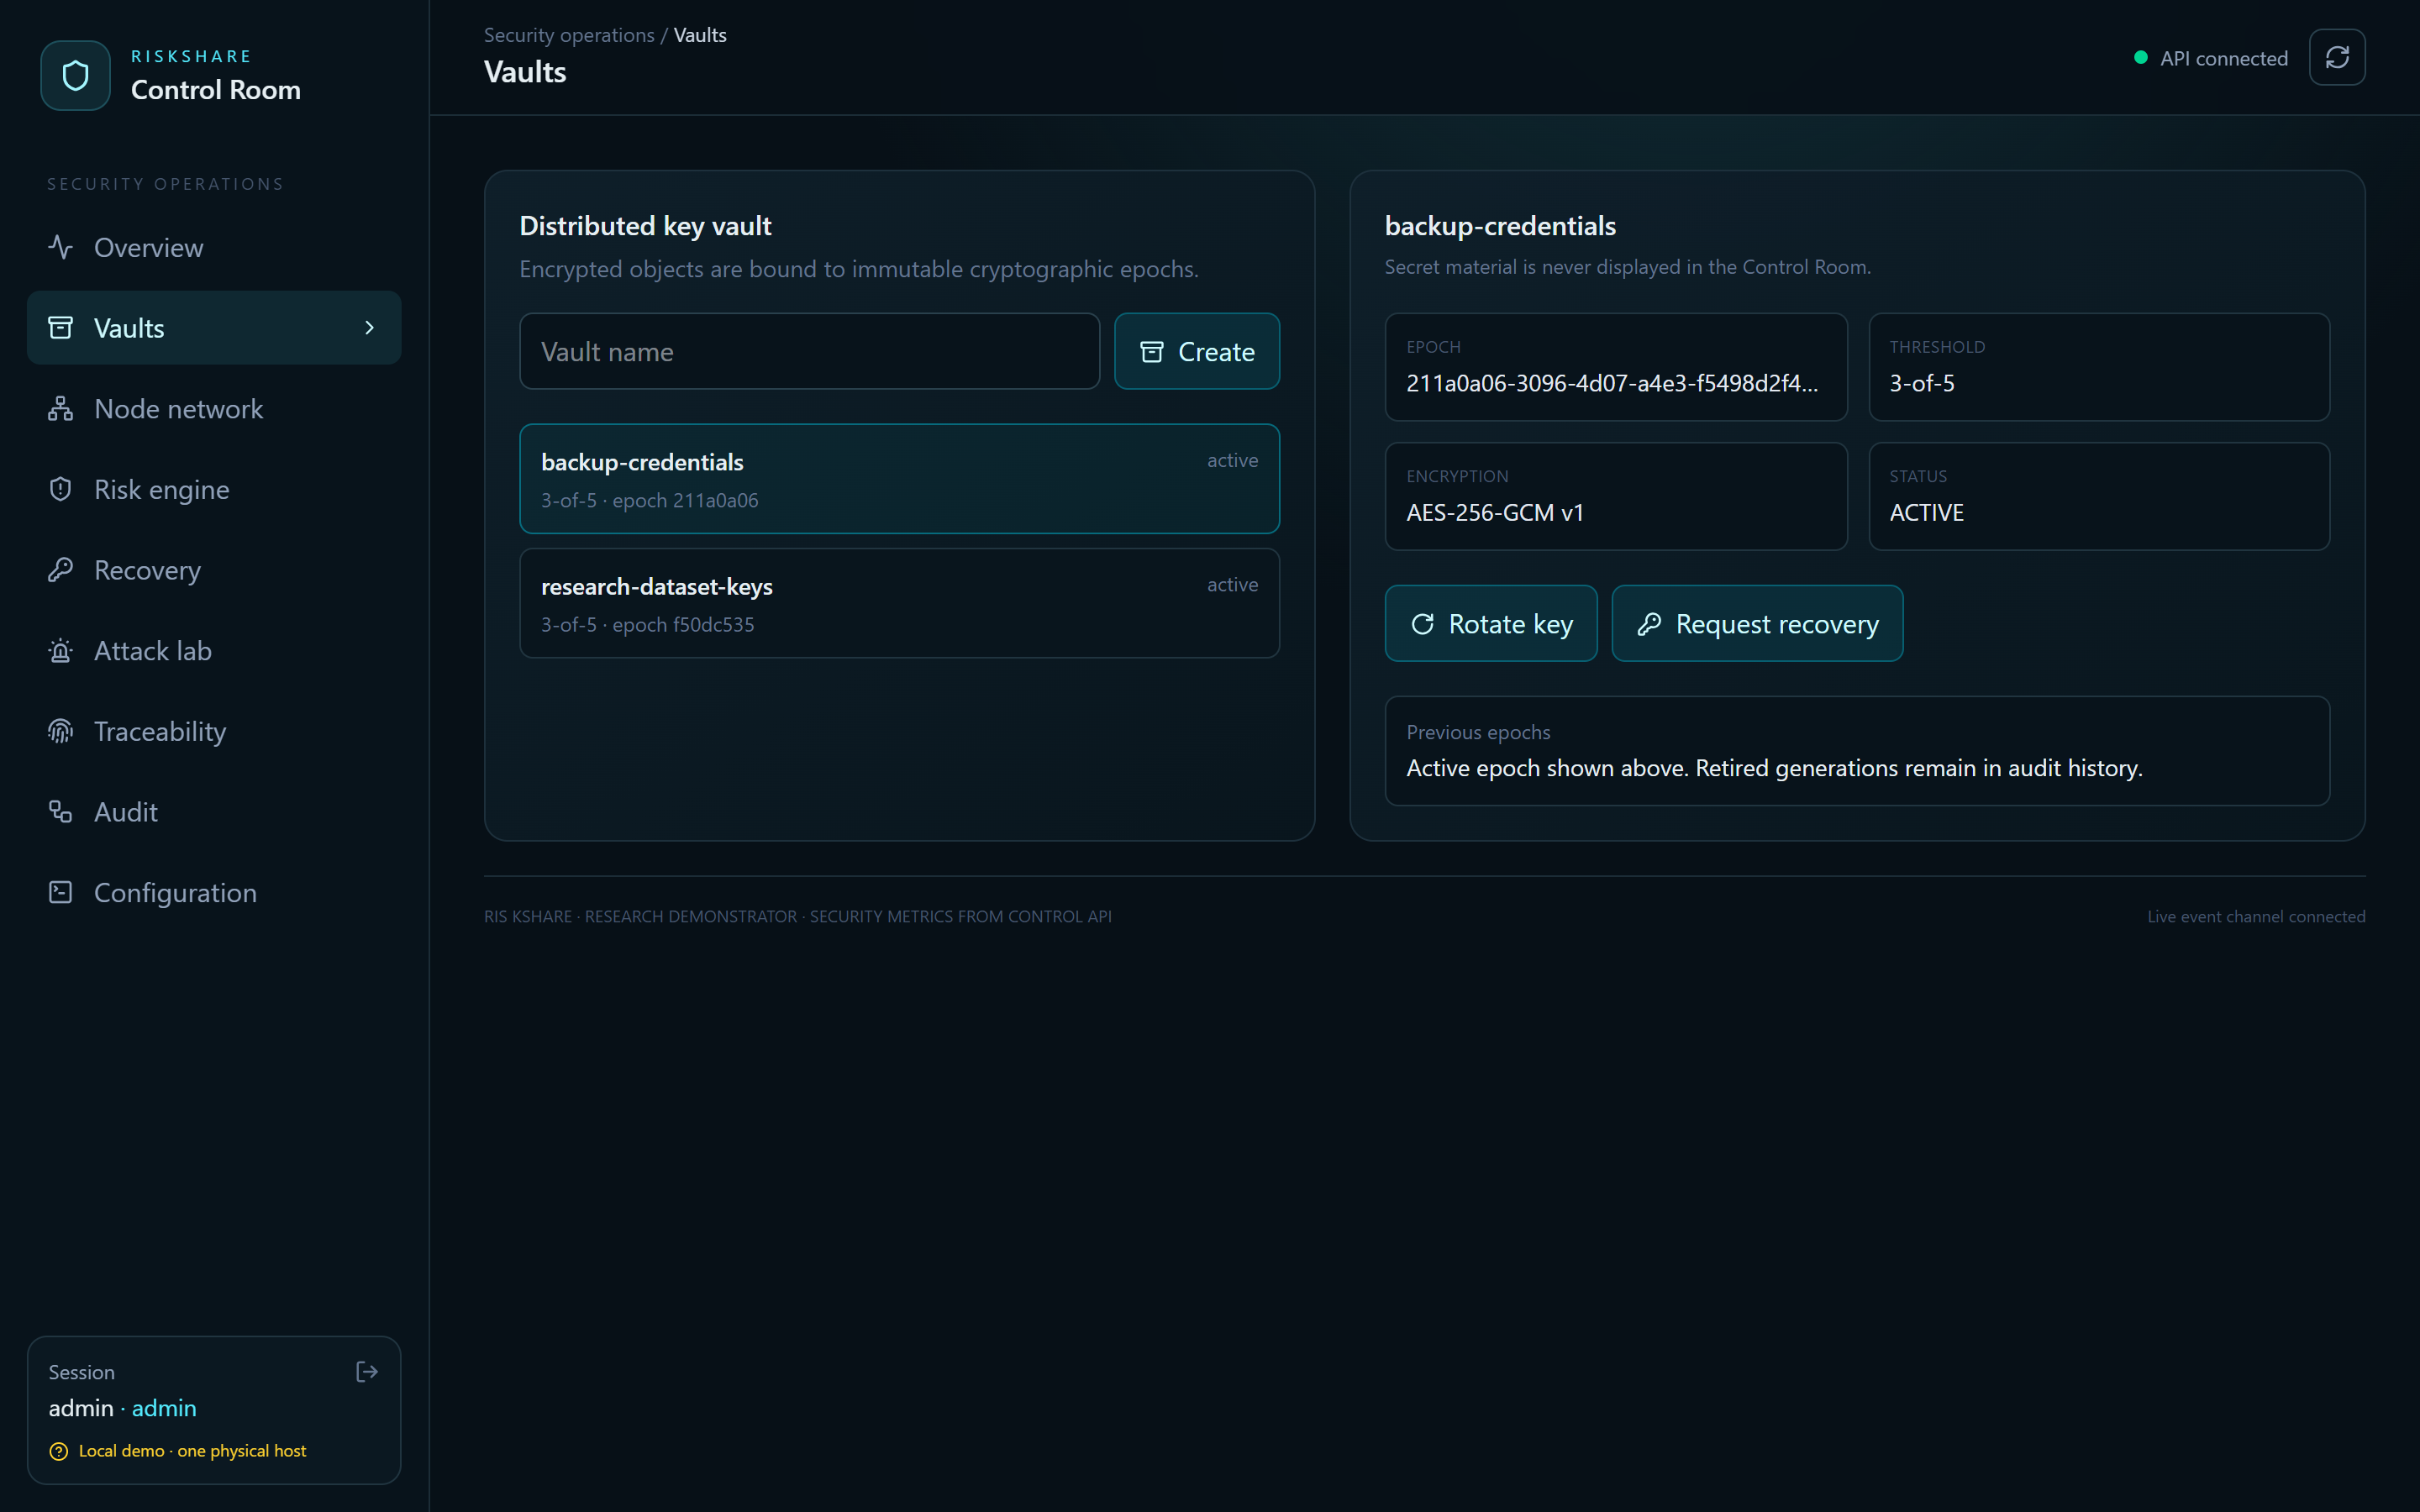 RISKSHARE
Control Room
SECURITY OPERATIONS
Overview
Vaults
Node network
Risk engine
Recovery
Attack lab
Traceability
Audit
Configuration
Session
admin · admin
Local demo · one physical host
Security operations / Vaults
Vaults
API connected
Distributed key vault
Encrypted objects are bound to immutable cryptographic epochs.
Vault name
Create
backup-credentials
active
3-of-5 · epoch 211a0a06
research-dataset-keys
active
3-of-5 · epoch f50dc535
backup-credentials
Secret material is never displayed in the Control Room.
EPOCH
211a0a06-3096-4d07-a4e3-f5498d2f4...
THRESHOLD
3-of-5
ENCRYPTION
AES-256-GCM v1
STATUS
ACTIVE
Rotate key
Request recovery
Previous epochs
Active epoch shown above. Retired generations remain in audit history.
RIS KSHARE · RESEARCH DEMONSTRATOR · SECURITY METRICS FROM CONTROL API
Live event channel connected